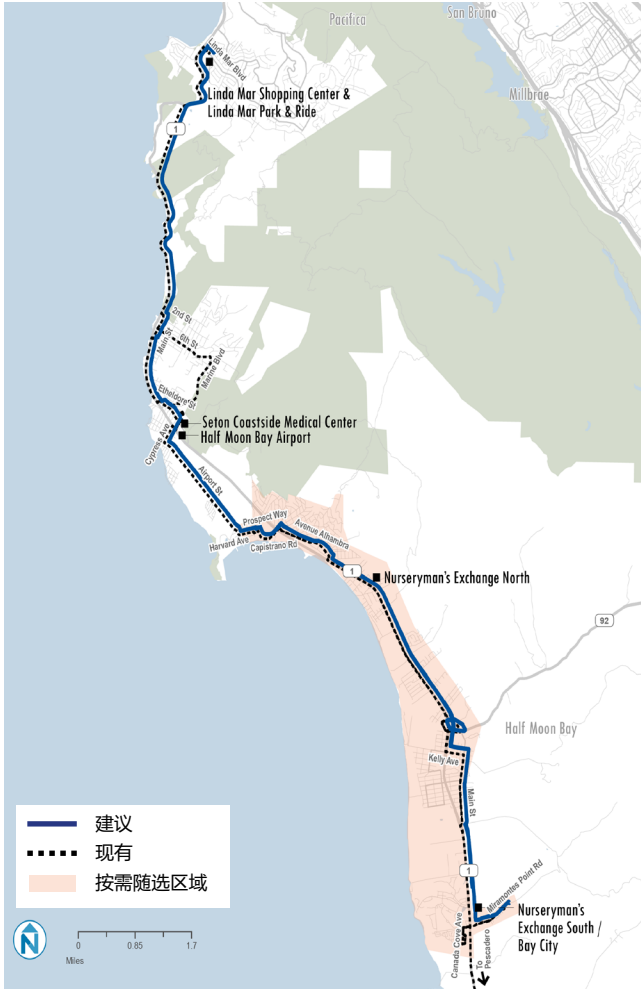 Pacifica
San Bruno
Linda Mar Blvd
Linda Mar Shopping Center &
Linda Mar Park & Ride
Millbrae
1
2nd St
Main St
6th St
Marine Blvd
Etheldore St
Cypress Ave
Seton Coastside Medical Center
Half Moon Bay Airport
Airport St
Prospect Way
Avenue Alhambra
Harvard Ave
Capistrano Rd
1
Nurseryman's Exchange North
92
Half Moon Bay
Kelly Ave
Main St
1
Miramontes Point Rd
Nurseryman's
Exchange South /
Bay City
Canada Cove Ave
To
Pescadero
建议
现有
按需随选区域
N
0 0.85 1.7
Miles